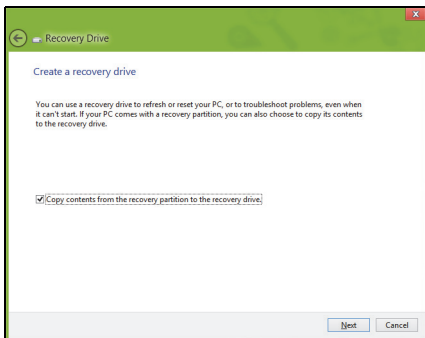 Recovery Drive
Create a recovery drive
You can use a recovery drive to refresh or reset your PC, or to troubleshoot problems, even when
it can't start. If your PC comes with a recovery partition, you can also choose to copy its contents
to the recovery drive.
Copy contents from the recovery partition to the recovery drive.
Next Cancel